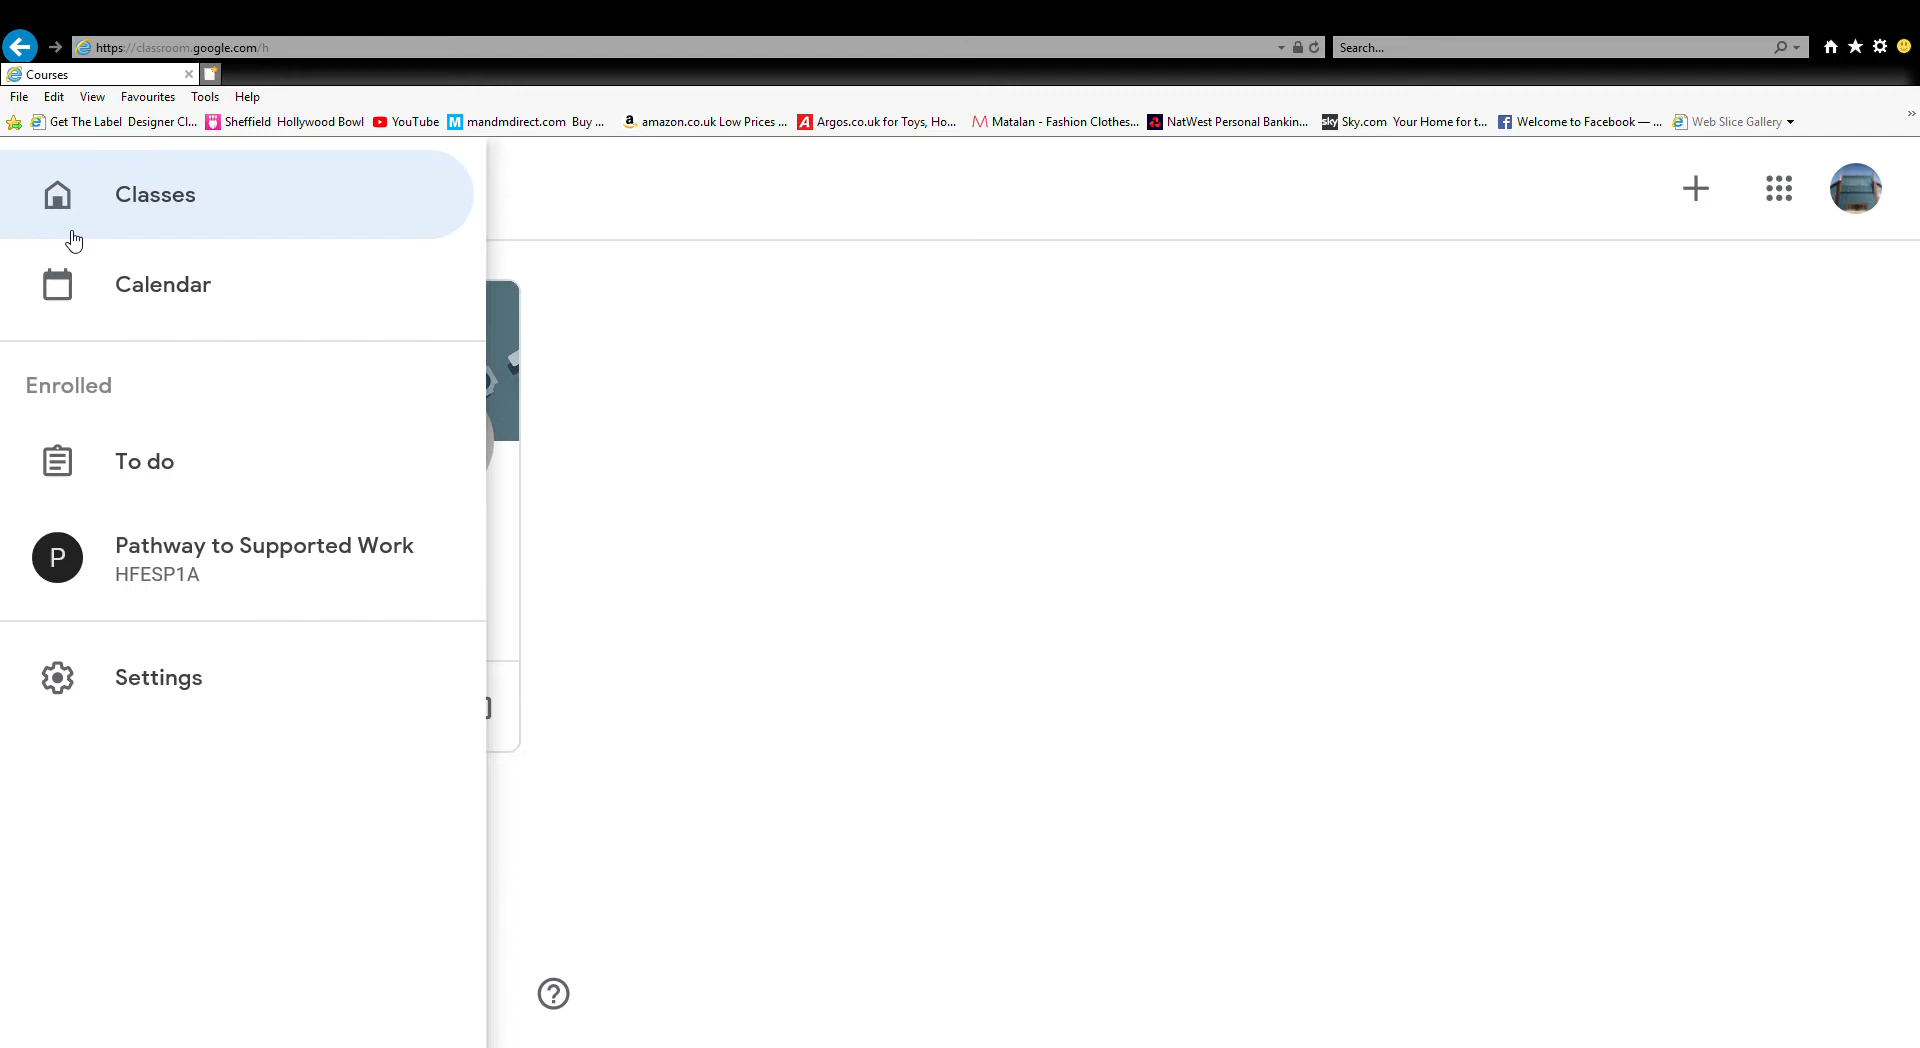 https://classroom.google.com/h
Search...
Courses
File Edit View Favourites Tools Help
Get The Label Designer Cl... Sheffield Hollywood Bowl YouTube M mandmdirect.com Buy ... a amazon.co.uk Low Prices ... A Argos.co.uk for Toys, Ho... M Matalan - Fashion Clothes... NatWest Personal Bankin... sky Sky.com Your Home for t... f Welcome to Facebook — ... Web Slice Gallery
Classes
Calendar
Enrolled
To do
P Pathway to Supported Work
HFESP1A
Settings
?